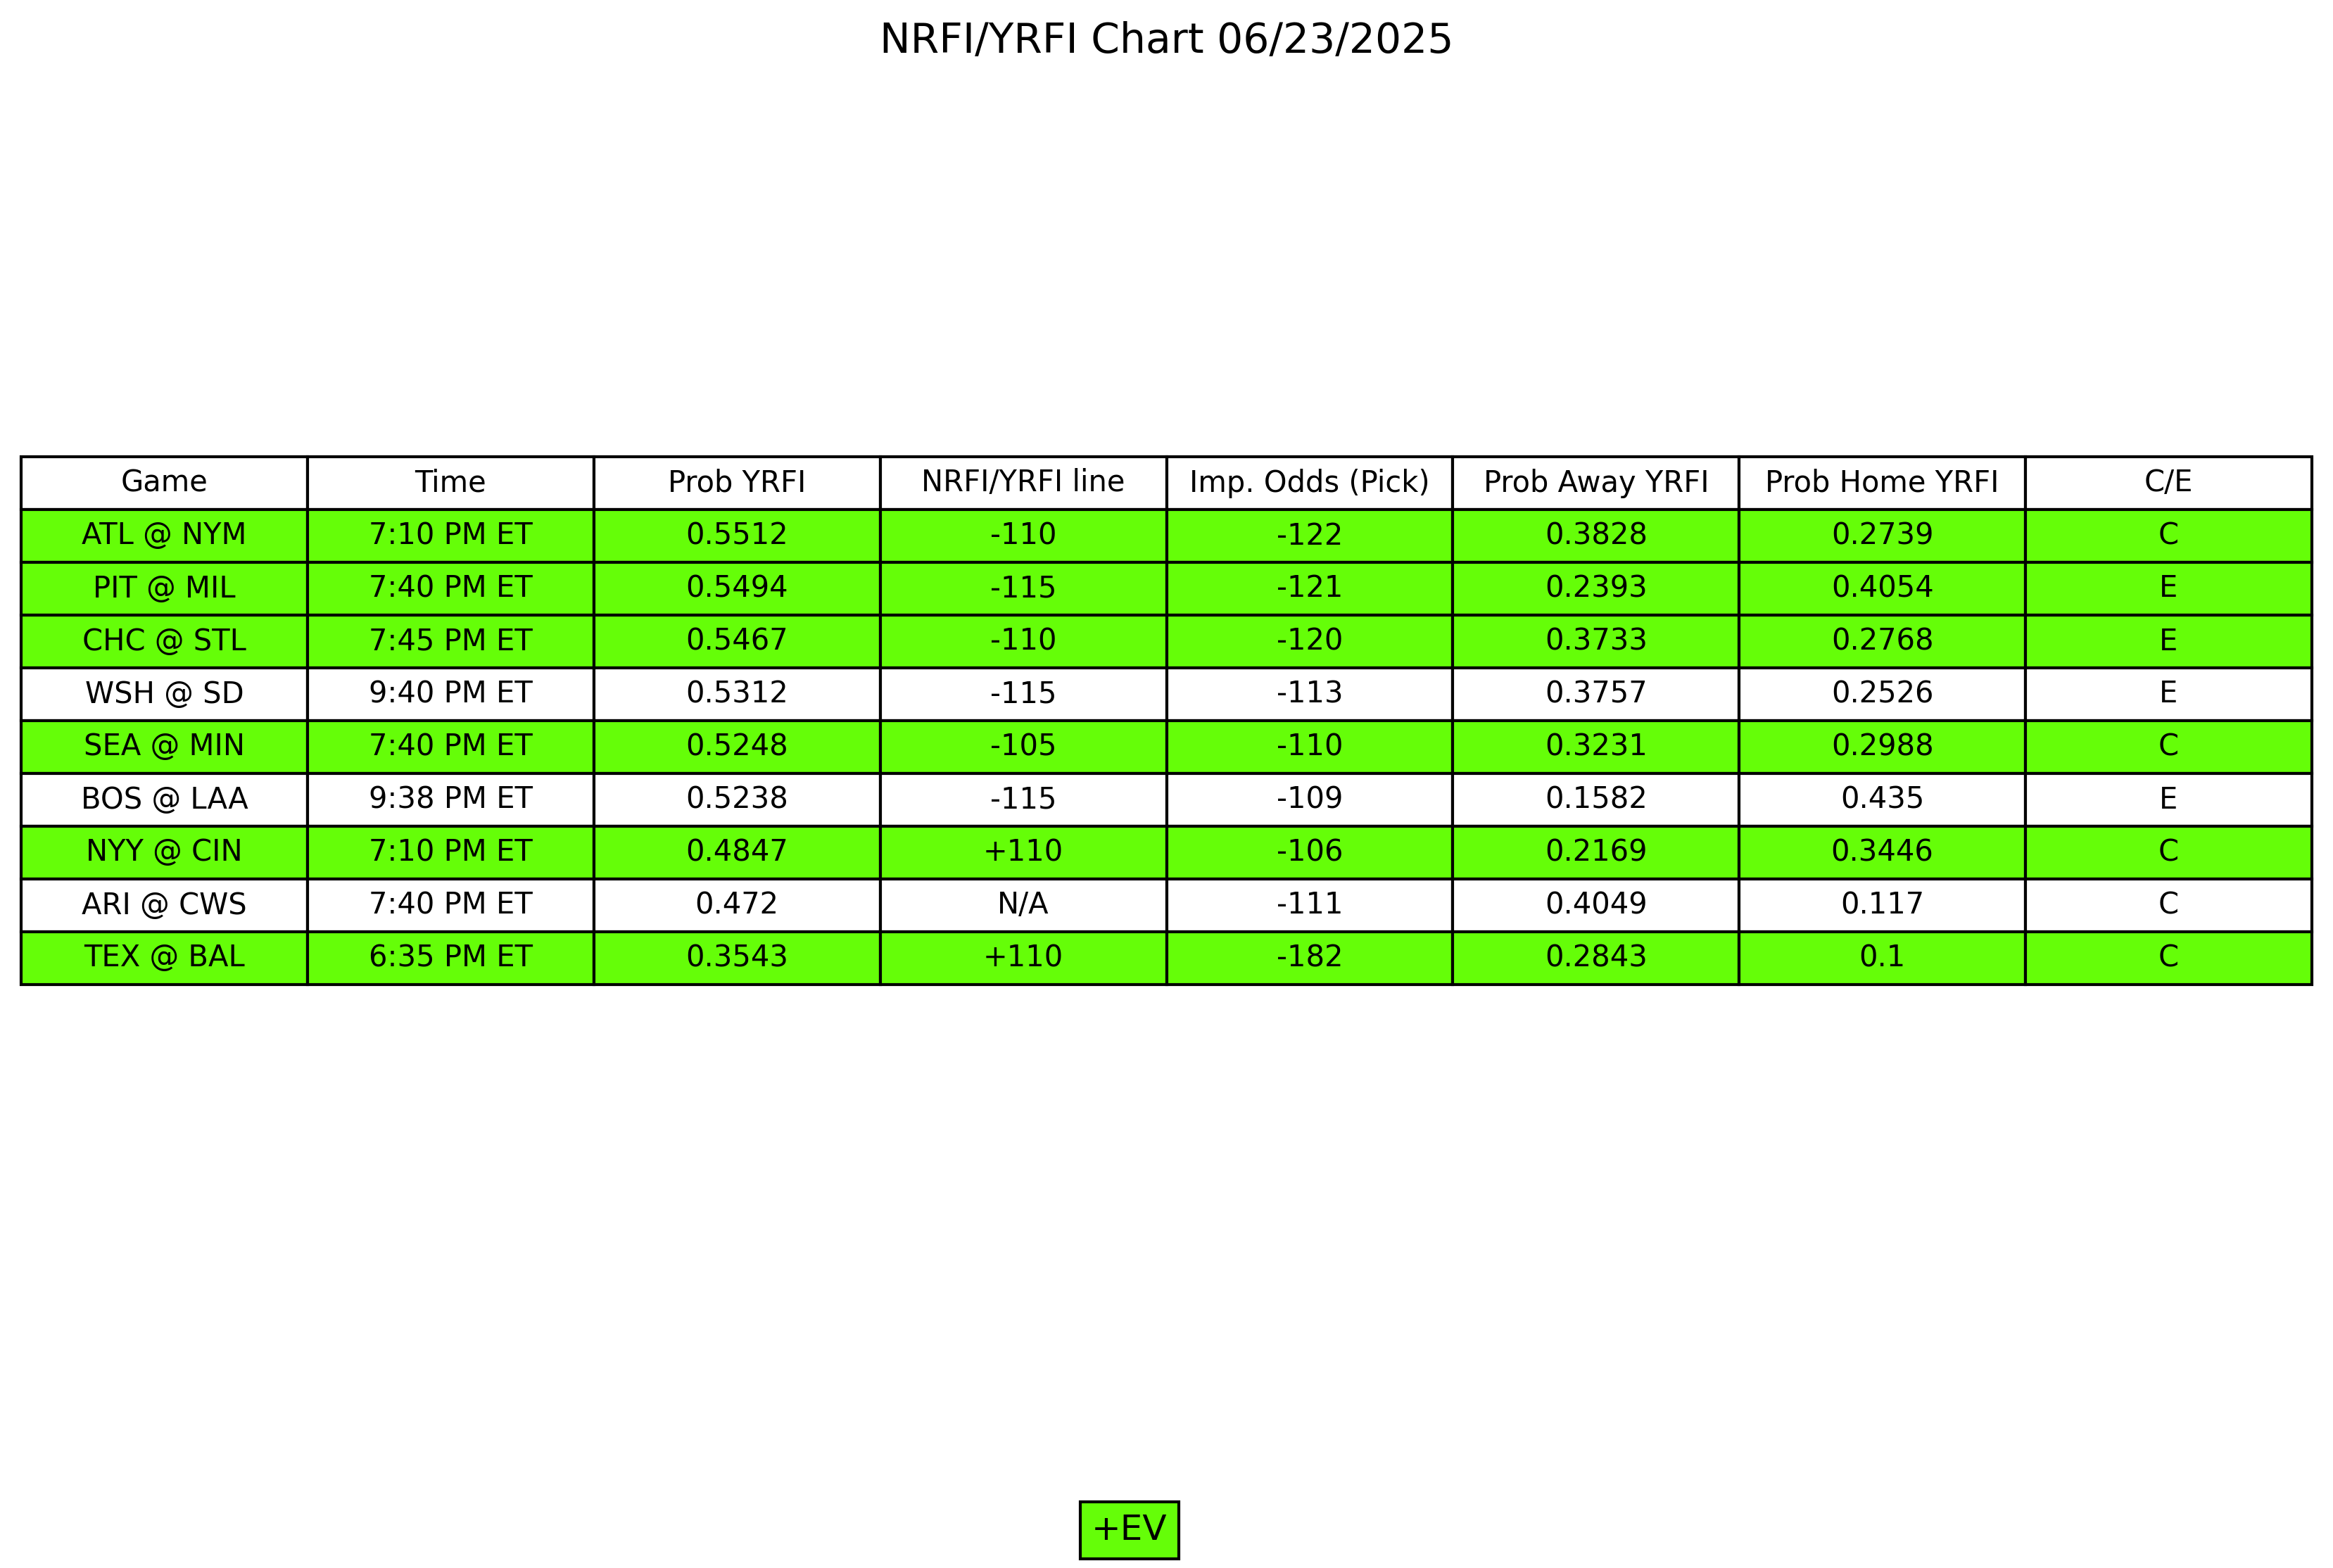 NRFI/YRFI Chart 06/23/2025
Game Time Prob YRFI NRFI/YRFI line Imp. Odds (Pick) Prob Away YRFI Prob Home YRFI C/E
ATL @ NYM 7:10 PM ET 0.5512 -110 -122 0.3828 0.2739 C
PIT @ MIL 7:40 PM ET 0.5494 -115 -121 0.2393 0.4054 E
CHC @ STL 7:45 PM ET 0.5467 -110 -120 0.3733 0.2768 E
WSH @ SD 9:40 PM ET 0.5312 -115 -113 0.3757 0.2526 E
SEA @ MIN 7:40 PM ET 0.5248 -105 -110 0.3231 0.2988 C
BOS @ LAA 9:38 PM ET 0.5238 -115 -109 0.1582 0.435 E
NYY @ CIN 7:10 PM ET 0.4847 +110 -106 0.2169 0.3446 C
ARI @ CWS 7:40 PM ET 0.472 N/A -111 0.4049 0.117 C
TEX @ BAL 6:35 PM ET 0.3543 +110 -182 0.2843 0.1 C
+EV